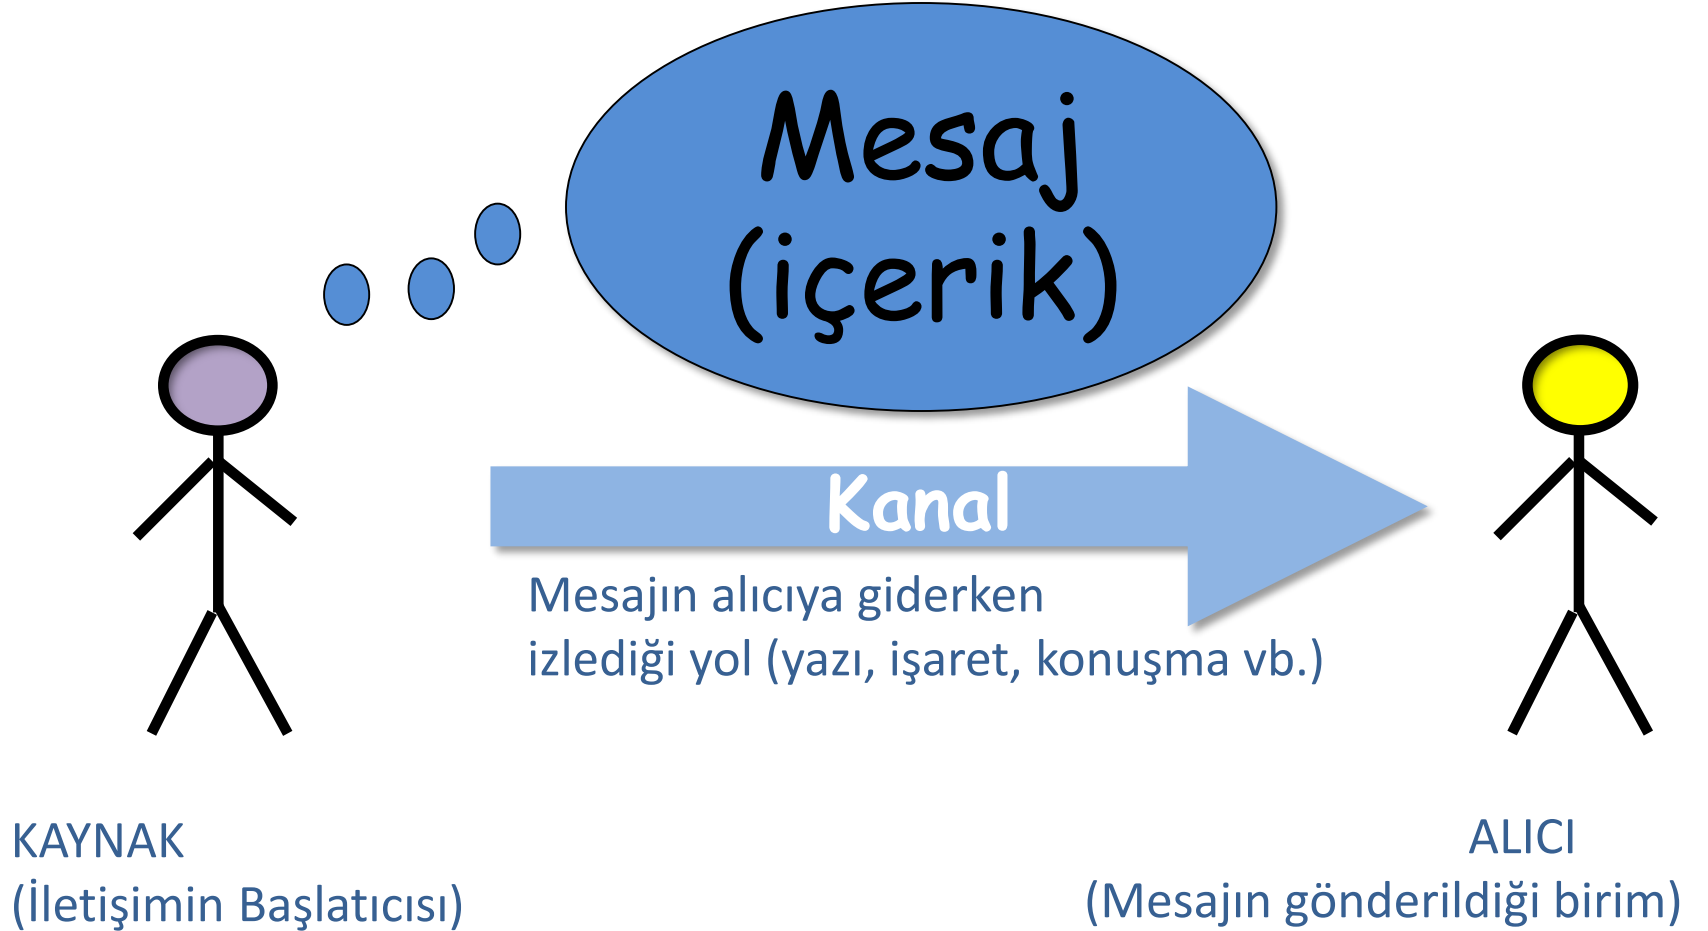 Mesaj
(içerik)
Kanal
Mesajın alıcıya giderken
izlediği yol (yazı, işaret, konuşma vb.)
KAYNAK
(İletişimin Başlatıcısı)
ALICI
(Mesajın gönderildiği birim)